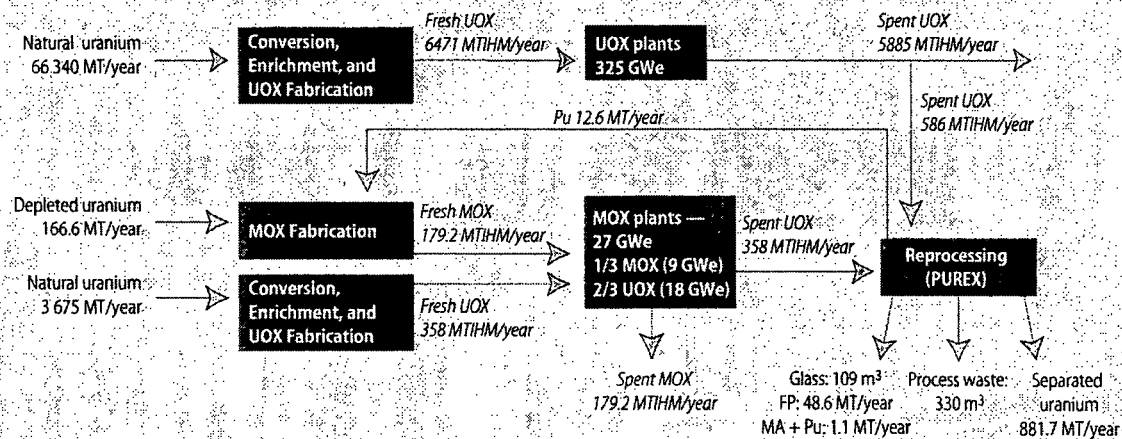 Natural uranium
66 340 MT/year
Conversion,
Enrichment, and
UOX Fabrication
Fresh UOX
6471 MTIHM/year
UOX plants
325 GWe
Spent UOX
5885 MTIHM/year
Spent UOX
586 MTIHM/year
Pu 12.6 MT/year
Depleted uranium
166.6 MT/year
MOX Fabrication
Fresh MOX
179.2 MTIHM/year
Natural uranium
3 675 MT/year
Conversion,
Enrichment, and
UOX Fabrication
Fresh UOX
358 MTIHM/year
MOX plants —
27 GWe
1/3 MOX (9 GWe)
2/3 UOX (18 GWe)
Spent UOX
358 MTIHM/year
Reprocessing
(PUREX)
Spent MOX
179.2 MTIHM/year
Glass: 109 m³
FP: 48.6 MT/year
MA + Pu: 1.1 MT/year
Process waste:
330 m³
Separated
uranium
881.7 MT/year